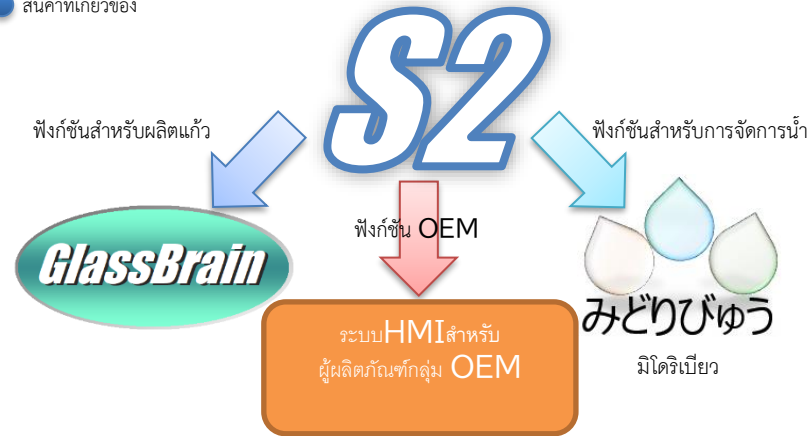 สินค้าที่เกี่ยวข้อง
S2
ฟังก์ชันสำหรับผลิตแก้ว
ฟังก์ชันสำหรับการจัดการน้ำ
ฟังก์ชัน OEM
GlassBrain
みどりびゅう
ระบบHMIสำหรับ
ผู้ผลิตภัณฑ์กลุ่ม OEM
มิโดริเบียว